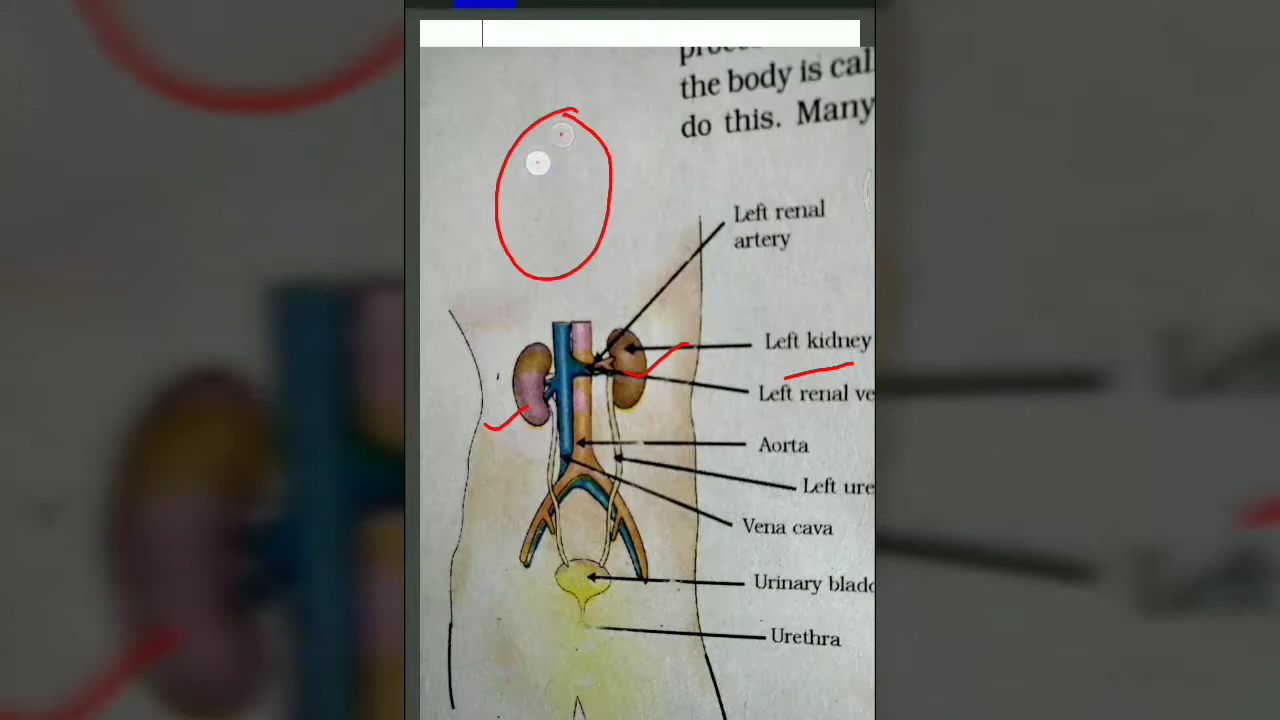 the body is cal
do this. Many
Left renal
artery
Left kidney
Left renal ve
Aorta
Left ure
Vena cava
Urinary blad
Urethra